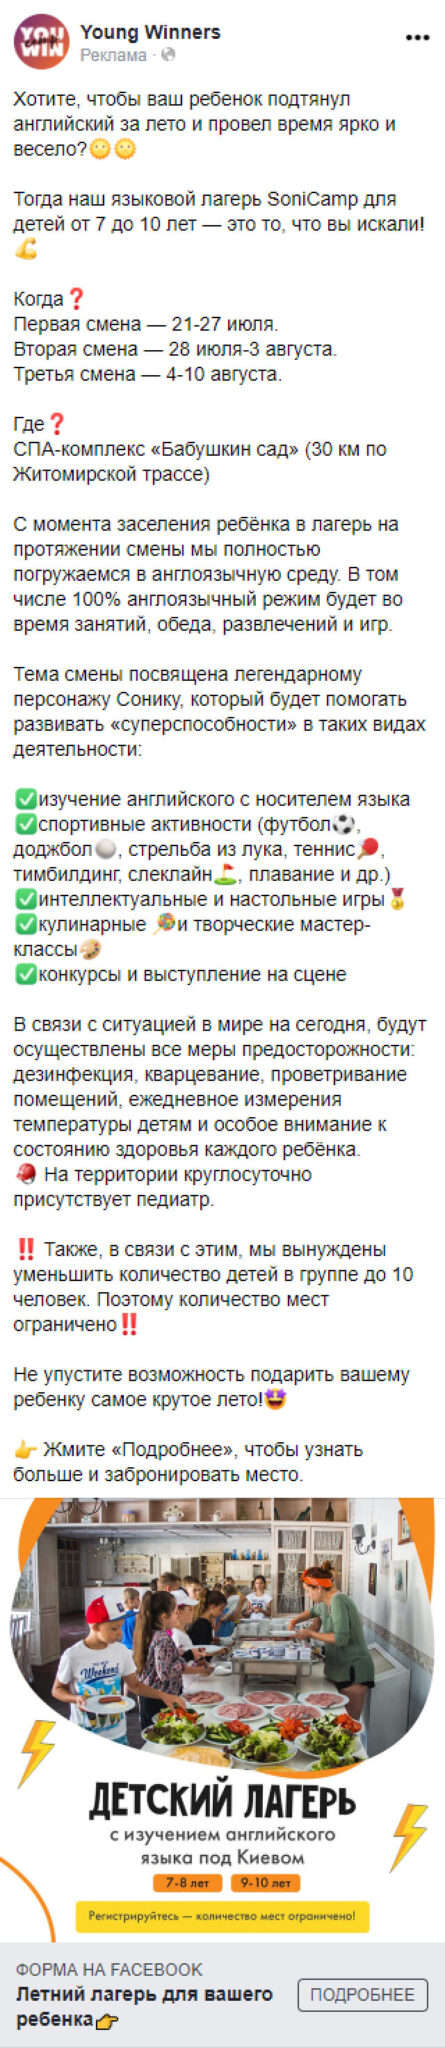 YOU
camp
WIN
Young Winners
Реклама ·
Хотите, чтобы ваш ребенок подтянул
английский за лето и провел время ярко и
весело?🌞🌞
Тогда наш языковой лагерь SoniCamp для
детей от 7 до 10 лет — это то, что вы искали!
💪
Когда❓
Первая смена — 21-27 июля.
Вторая смена — 28 июля-3 августа.
Третья смена — 4-10 августа.
Где❓
СПА-комплекс «Бабушкин сад» (30 км по
Житомирской трассе)
С момента заселения ребёнка в лагерь на
протяжении смены мы полностью
погружаемся в англоязычную среду. В том
числе 100% англоязычный режим будет во
время занятий, обеда, развлечений и игр.
Тема смены посвящена легендарному
персонажу Сонику, который будет помогать
развивать «суперспособности» в таких видах
деятельности:
✅изучение английского с носителем языка
✅спортивные активности (футбол⚽,
доджбол🏐, стрельба из лука, теннис🏓,
тимбилдинг, слеклайн⛳, плавание и др.)
✅интеллектуальные и настольные игры🏅
✅кулинарные 🍭и творческие мастер-
классы🎨
✅конкурсы и выступление на сцене
В связи с ситуацией в мире на сегодня, будут
осуществлены все меры предосторожности:
дезинфекция, кварцевание, проветривание
помещений, ежедневное измерения
температуры детям и особое внимание к
состоянию здоровья каждого ребёнка.
⛑ На территории круглосуточно
присутствует педиатр.
‼ Также, в связи с этим, мы вынуждены
уменьшить количество детей в группе до 10
человек. Поэтому количество мест
ограничено‼
Не упустите возможность подарить вашему
ребенку самое крутое лето!🤩
👉 Жмите «Подробнее», чтобы узнать
больше и забронировать место.
Weekend
ДЕТСКИЙ ЛАГЕРЬ
с изучением английского
языка под Киевом
7-8 лет 9-10 лет
Регистрируйтесь — количество мест ограничено!
ФОРМА НА FACEBOOK
Летний лагерь для вашего
ребенка👉
ПОДРОБНЕЕ